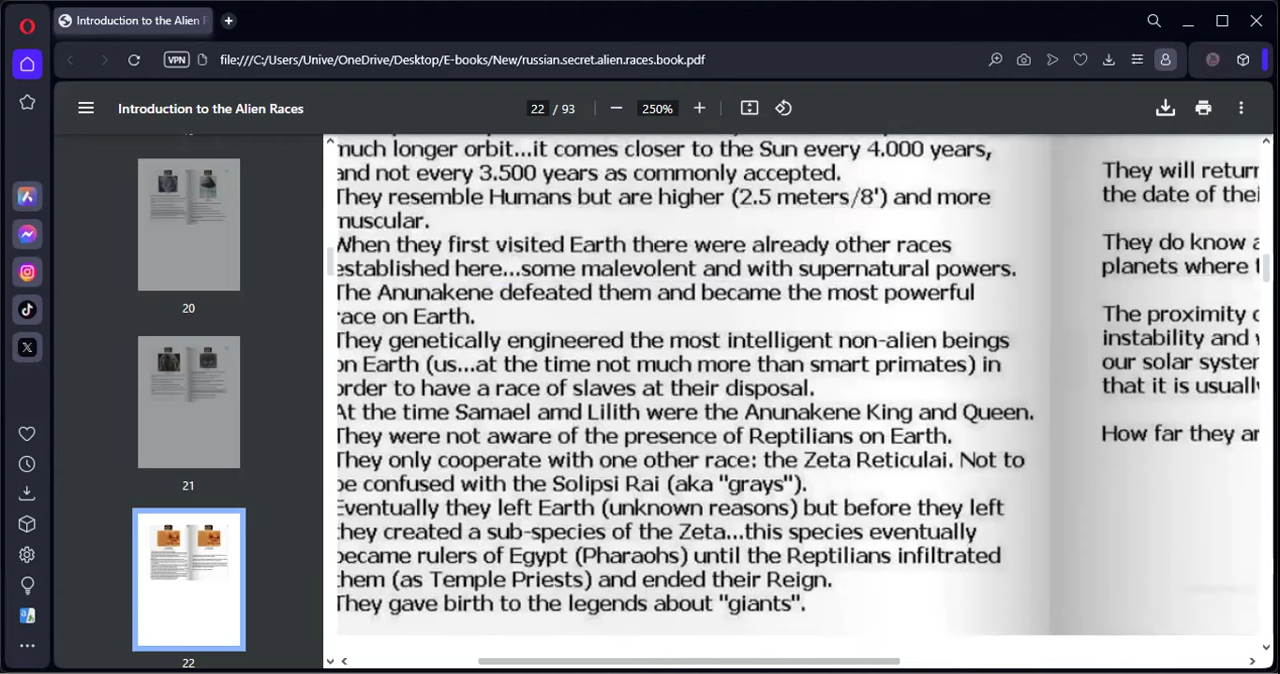 Introduction to the Alien R
VPN
file:///C:/Users/Unive/OneDrive/Desktop/E-books/New/russian.secret.alien.races.book.pdf
Introduction to the Alien Races
22 / 93
250%
20
21
22
much longer orbit...it comes closer to the Sun every 4.000 years,
and not every 3.500 years as commonly accepted.
They resemble Humans but are higher (2.5 meters/8') and more
muscular.
When they first visited Earth there were already other races
established here...some malevolent and with supernatural powers.
The Anunakene defeated them and became the most powerful
race on Earth.
They genetically engineered the most intelligent non-alien beings
on Earth (us...at the time not much more than smart primates) in
order to have a race of slaves at their disposal.
At the time Samael amd Lilith were the Anunakene King and Queen.
They were not aware of the presence of Reptilians on Earth.
They only cooperate with one other race: the Zeta Reticulai. Not to
be confused with the Solipsi Rai (aka "grays").
Eventually they left Earth (unknown reasons) but before they left
they created a sub-species of the Zeta...this species eventually
became rulers of Egypt (Pharaohs) until the Reptilians infiltrated
them (as Temple Priests) and ended their Reign.
They gave birth to the legends about "giants".
They will return
the date of thei
They do know a
planets where t
The proximity o
instability and
our solar system
that it is usuall
How far they ar